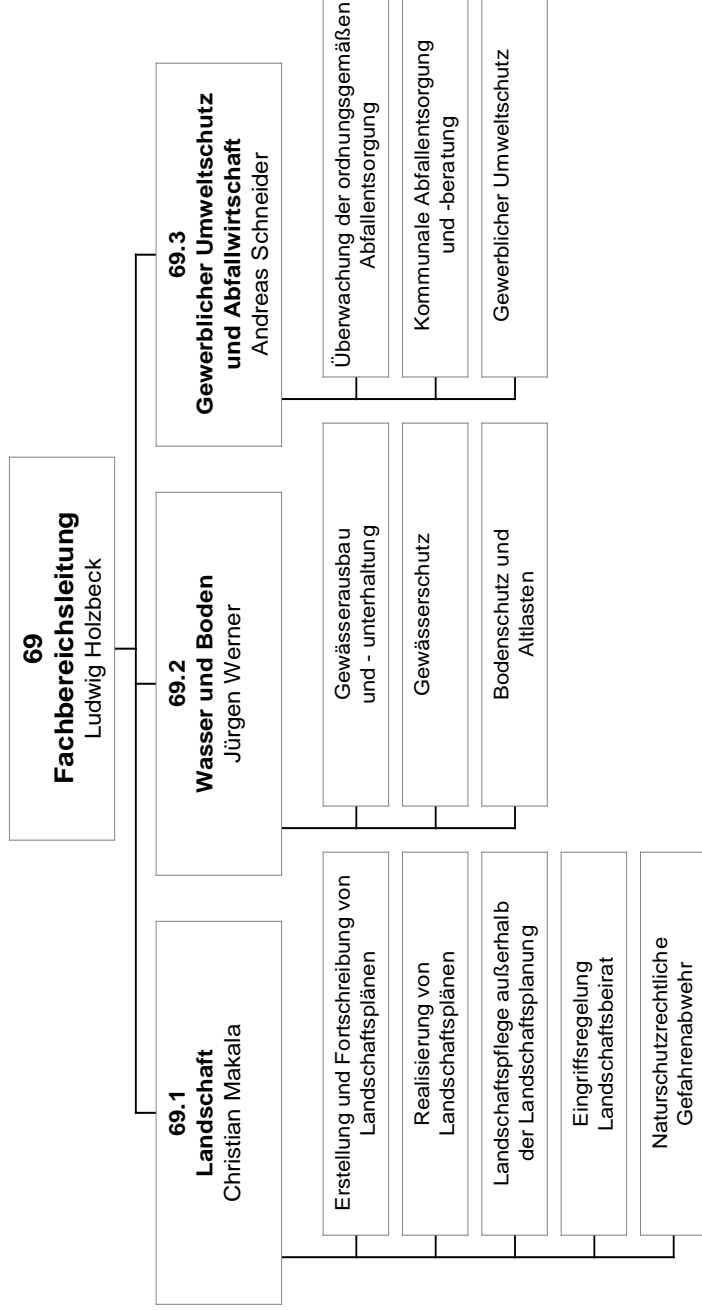 69
Fachbereichsleitung
Ludwig Holzbeck
69.1
Landschaft
Christian Makala
Erstellung und Fortschreibung von
Landschaftsplänen
Realisierung von
Landschaftsplänen
Landschaftspflege außerhalb
der Landschaftsplanung
Eingriffsregelung
Landschaftsbeirat
Naturschutzrechtliche
Gefahrenabwehr
69.2
Wasser und Boden
Jürgen Werner
Gewässerausbau
und - unterhaltung
Gewässerschutz
Bodenschutz und
Altlasten
69.3
Gewerblicher Umweltschutz
und Abfallwirtschaft
Andreas Schneider
Überwachung der ordnungsgemäßen
Abfallentsorgung
Kommunale Abfallentsorgung
und -beratung
Gewerblicher Umweltschutz